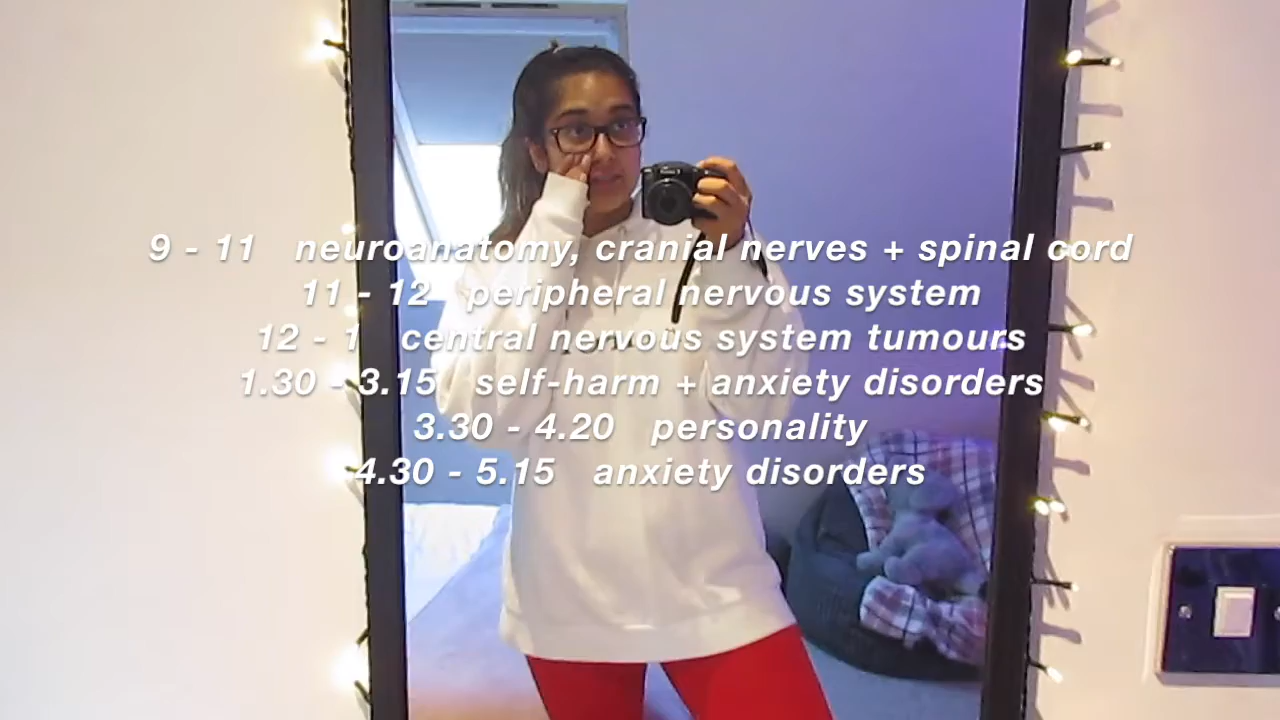 9 - 11 neuroanatomy, cranial nerves + spinal cord
11 - 12 peripheral nervous system
12 - 1 central nervous system tumours
1.30 - 3.15 self-harm + anxiety disorders
3.30 - 4.20 personality
4.30 - 5.15 anxiety disorders